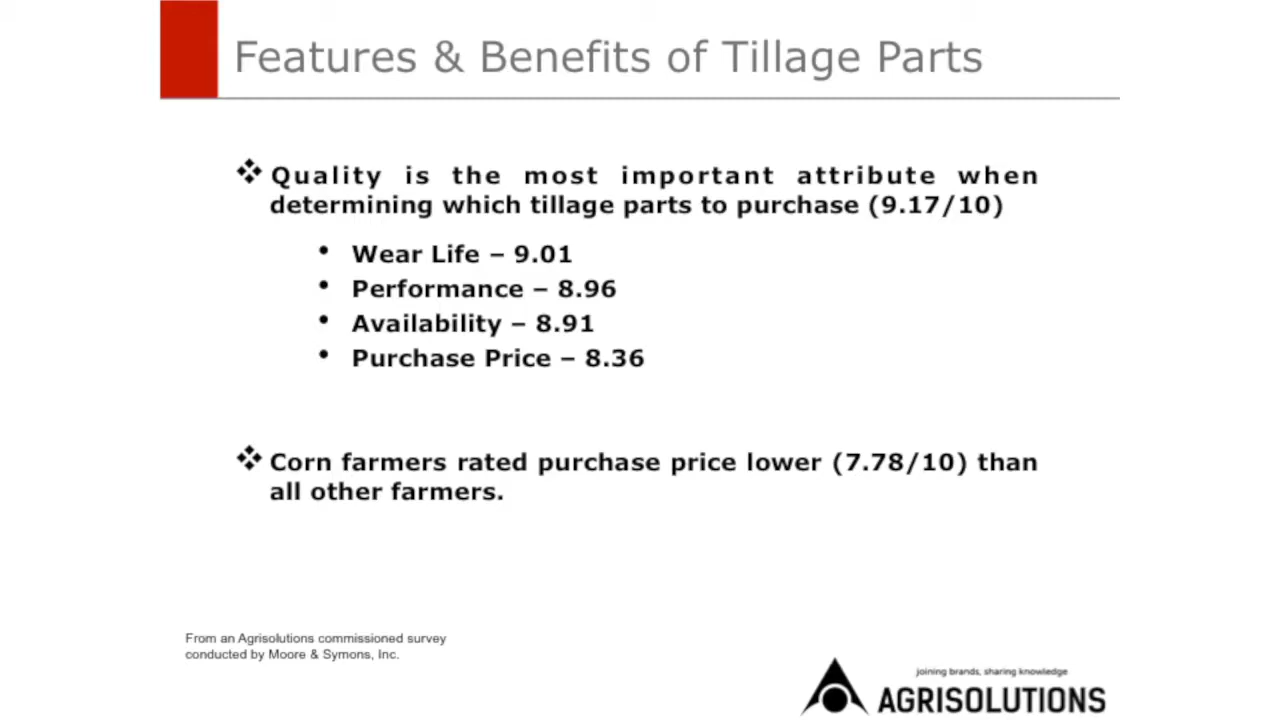 Features & Benefits of Tillage Parts
❖ Quality is the most important attribute when
determining which tillage parts to purchase (9.17/10)
• Wear Life – 9.01
• Performance – 8.96
• Availability – 8.91
• Purchase Price – 8.36
❖ Corn farmers rated purchase price lower (7.78/10) than
all other farmers.
From an Agrisolutions commissioned survey
conducted by Moore & Symons, Inc.
joining brands, sharing knowledge
AGRISOLUTIONS